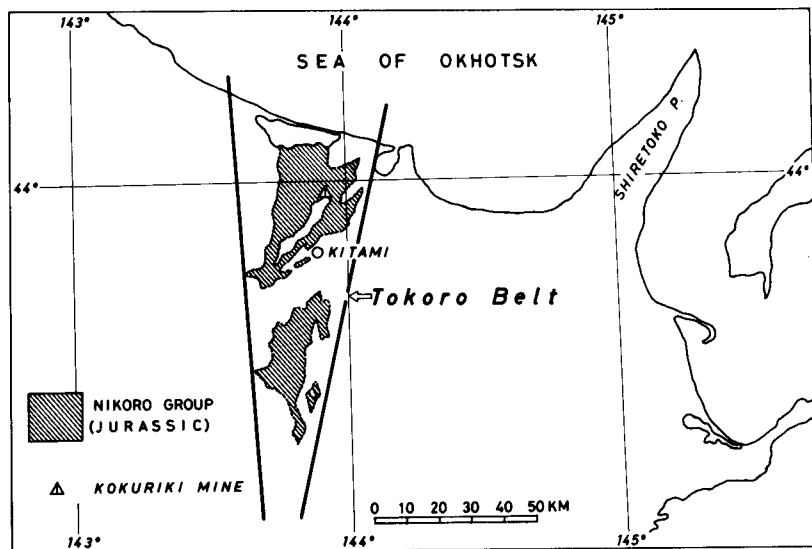 143°
144°
145°
SEA OF OKHOTSK
SHIRETOKO P.
44°
44°
KITAMI
Tokoro Belt
NIKORO GROUP
(JURASSIC)
KOKURIKI MINE
0 10 20 30 40 50 KM
143°
144°
145°